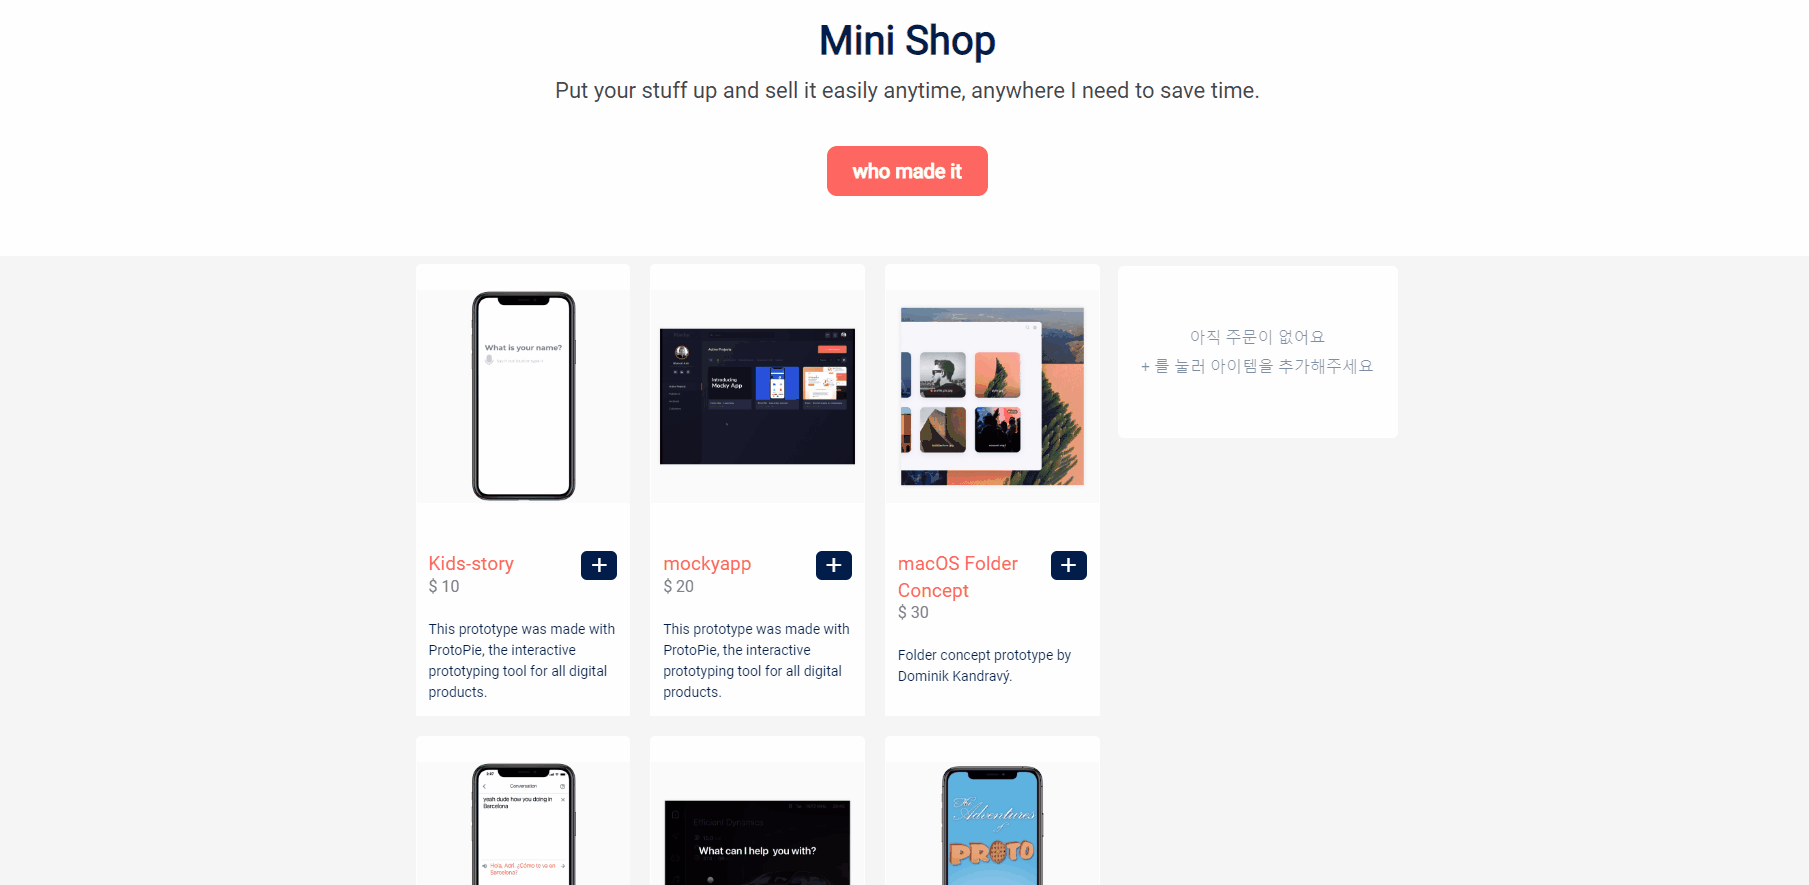 Mini Shop
Put your stuff up and sell it easily anytime, anywhere I need to save time.
who made it
What is your name?
Introducing
Mocky App
아직 주문이 없어요
+ 를 눌러 아이템을 추가해주세요
Kids-story
$ 10
This prototype was made with
ProtoPie, the interactive
prototyping tool for all digital
products.
mockyapp
$ 20
This prototype was made with
ProtoPie, the interactive
prototyping tool for all digital
products.
macOS Folder
Concept
$ 30
Folder concept prototype by
Dominik Kandravý.
Conversation
yeah dude how you doing in
Barcelona
Hola, Aari. ¿Cómo te va en
Barcelona?
Efficient Dynamics
What can I help you with?
The
Adventures
of
PROTO